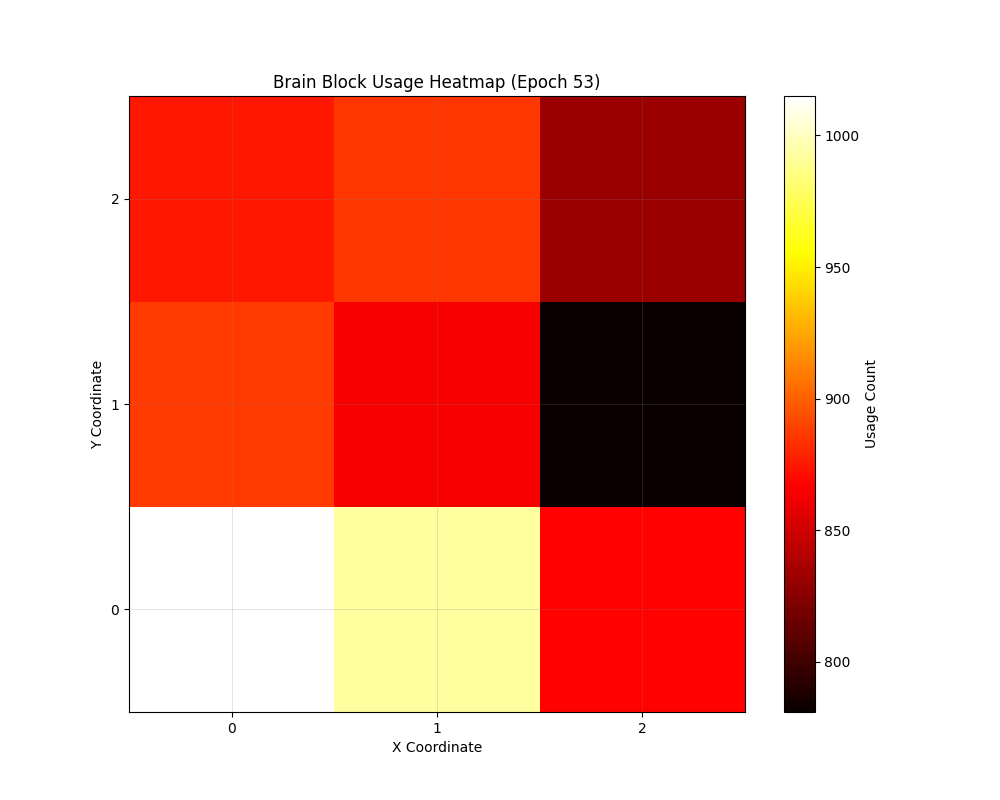 Brain Block Usage Heatmap (Epoch 53)
2
1
0
Y Coordinate
0 1 2
X Coordinate
1000
950
900
850
800
Usage Count